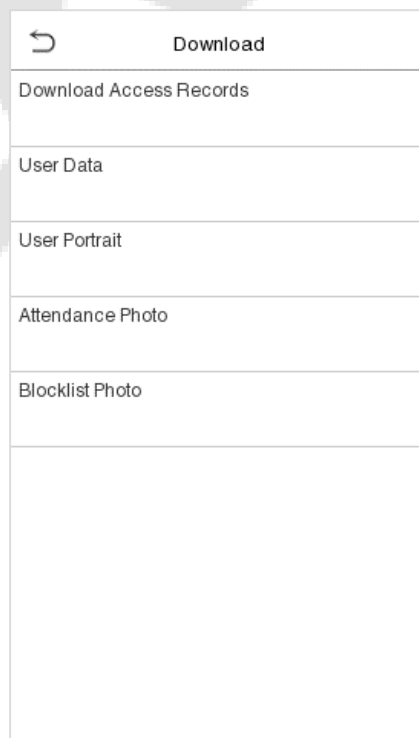 Download
Download Access Records
User Data
User Portrait
Attendance Photo
Blocklist Photo